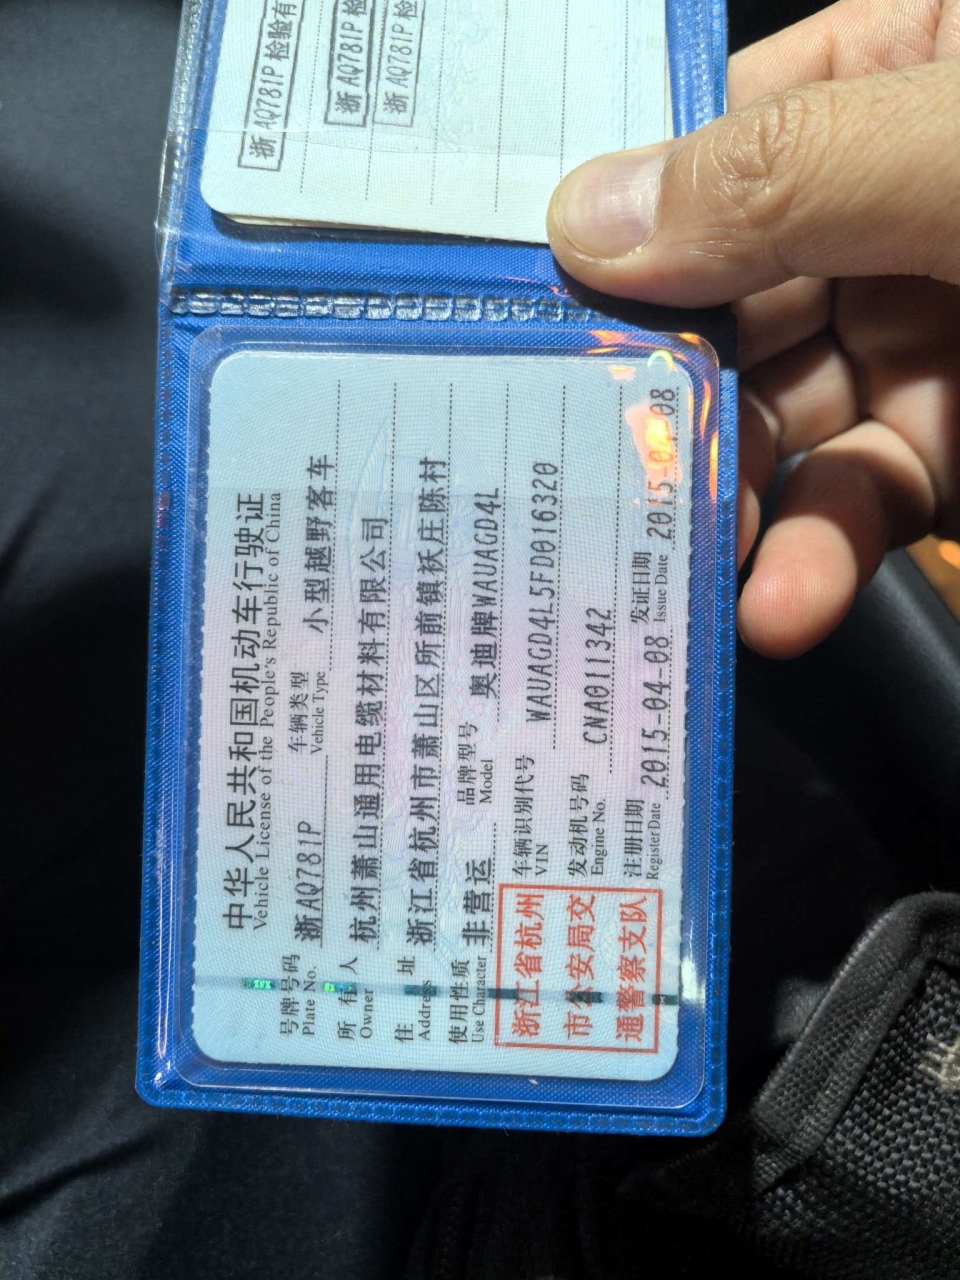 浙AQ781P 检验有
浙AQ781P 检
浙AQ781P 检
中华人民共和国机动车行驶证
Vehicle License of the People's Republic of China
号牌号码 浙AQ781P 车辆类型 小型越野客车
Plate No. Vehicle Type
所有人 杭州萧山通用电缆材料有限公司
Owner
住址 浙江省杭州市萧山区所前镇袄庄陈村
Address
使用性质 非营运 品牌型号 奥迪牌WAUAGD4L
Use Character Model
浙江省杭州
市公安局交
通警察支队
车辆识别代号 WAUAGD4L5FD016320
VIN
发动机号码 CNA011342
Engine No.
注册日期 2015-04-08 发证日期 2015-04-08
Register Date Issue Date